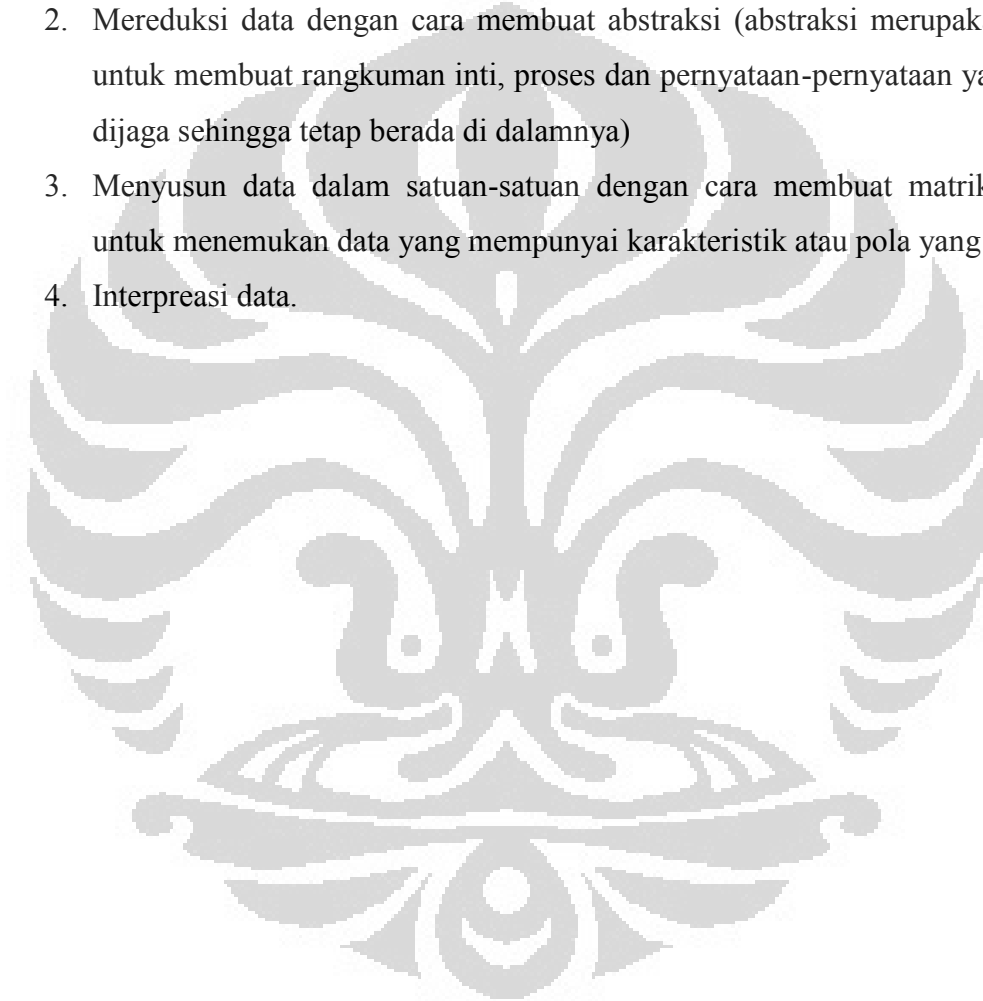 2. Mereduksi data dengan cara membuat abstraksi (abstraksi merupak
untuk membuat rangkuman inti, proses dan pernyataan-pernyataan ya
dijaga sehingga tetap berada di dalamnya)
3. Menyusun data dalam satuan-satuan dengan cara membuat matrik
untuk menemukan data yang mempunyai karakteristik atau pola yang
4. Interpreasi data.